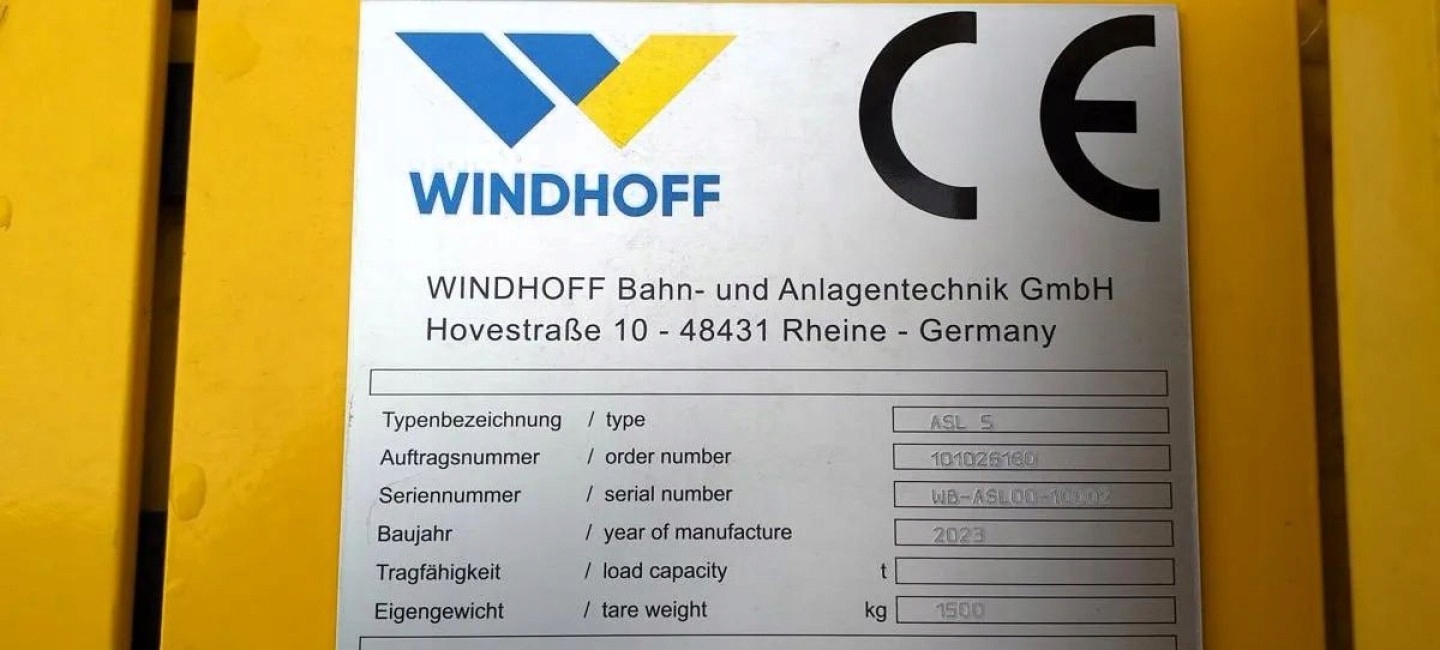 CE
WINDHOFF
WINDHOFF Bahn- und Anlagentechnik GmbH
Hovestraße 10 - 48431 Rheine - Germany
Typenbezeichnung / type ASL 5
Auftragsnummer / order number
Seriennummer / serial number
Baujahr / year of manufacture 2023
Tragfähigkeit / load capacity t
Eigengewicht / tare weight kg 1500